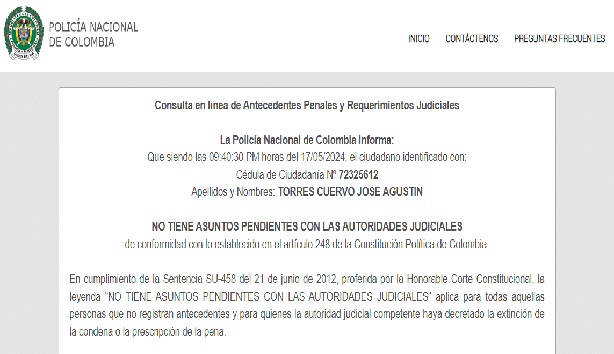 POLICÍA NACIONAL
DE COLOMBIA
INICIO CONTÁCTENOS PREGUNTAS FRECUENTES
Consulta en línea de Antecedentes Penales y Requerimientos Judiciales
La Policía Nacional de Colombia Informa:
Que siendo las 09:40:30 PM horas del 17/05/2024, el ciudadano identificado con:
Cédula de Ciudadanía Nº 72325612
Apellidos y Nombres: TORRES CUERVO JOSE AGUSTIN
NO TIENE ASUNTOS PENDIENTES CON LAS AUTORIDADES JUDICIALES
de conformidad con lo establecido en el artículo 248 de la Constitución Política de Colombia.
En cumplimiento de la Sentencia SU-458 del 21 de junio de 2012, proferida por la Honorable Corte Constitucional, la
leyenda “NO TIENE ASUNTOS PENDIENTES CON LAS AUTORIDADES JUDICIALES” aplica para todas aquellas
personas que no registran antecedentes y para quienes la autoridad judicial competente haya decretado la extinción de
la condena o la prescripción de la pena.